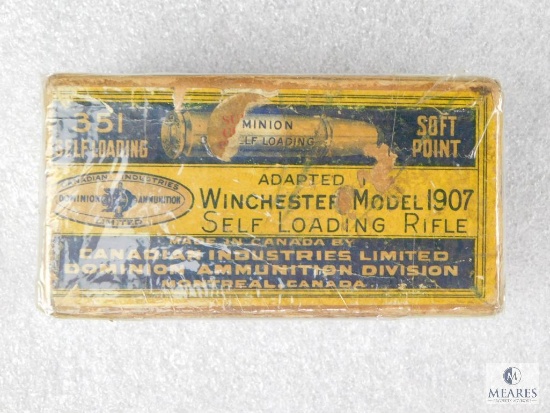 351
SELF LOADING
MINION
ELF LOADING
SOFT
POINT
CANADIAN INDUSTRIES
DOMINION AMMUNITION
LIMITED
ADAPTED
WINCHESTER MODEL 1907
SELF LOADING RIFLE
MADE IN CANADA BY
CANADIAN INDUSTRIES LIMITED
DOMINION AMMUNITION DIVISION
MONTREAL, CANADA
M
MEARES